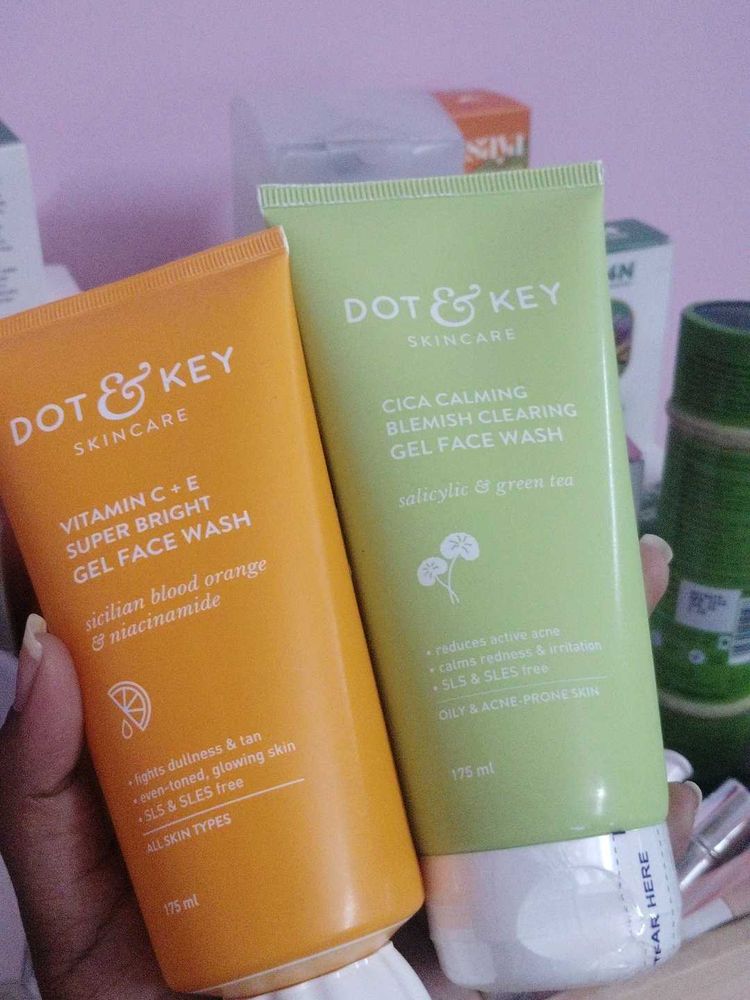 DOT & KEY
SKINCARE
VITAMIN C + E
SUPER BRIGHT
GEL FACE WASH
sicilian blood orange
& niacinamide
• fights dullness & tan
• even-toned, glowing skin
• SLS & SLES free
ALL SKIN TYPES
175 ml
DOT & KEY
SKINCARE
CICA CALMING
BLEMISH CLEARING
GEL FACE WASH
salicylic & green tea
• reduces active acne
• calms redness & irritation
• SLS & SLES free
OILY & ACNE-PRONE SKIN
175 ml
TEAR HERE